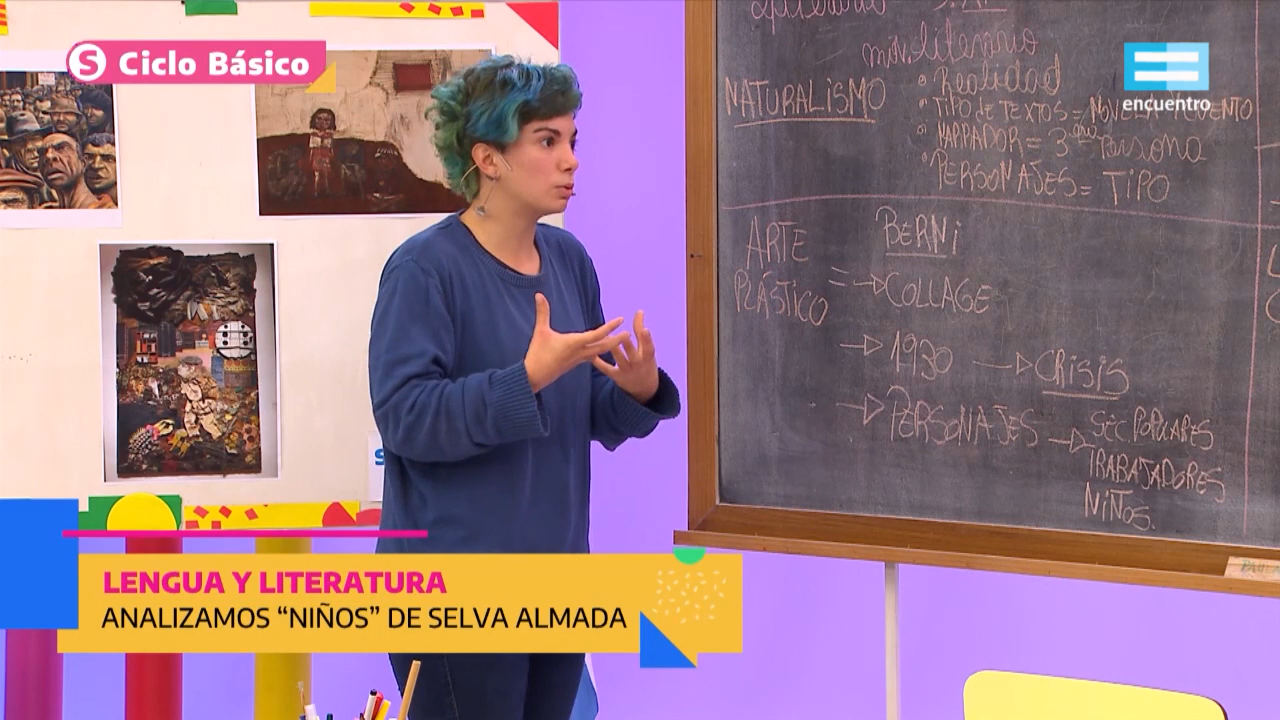 S Ciclo Básico
encuentro
mov. literario
NATURALISMO
• Realidad
• TIPO de TEXTOS = NOVELA
• NARRADOR = 3era Persona
• PERSONAJES = TIPO
ARTE
PLÁSTICO
BERNi
= → COLLAGE
→ 1930 → CRiSiS
→ PERSONAJES → SEC. POPULARES
TRABAJADORES
NiÑOS.
LENGUA Y LITERATURA
ANALIZAMOS “NIÑOS” DE SELVA ALMADA